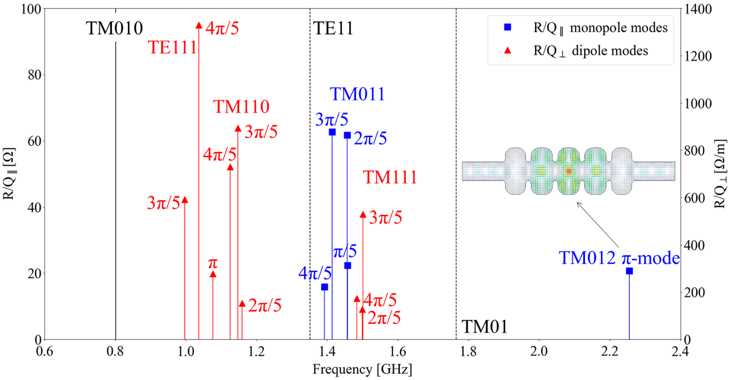 100
80
60
40
20
0
R/Q∥ [Ω]
TM010
TE111
4π/5
TM110
3π/5
4π/5
3π/5
π
2π/5
TE11
TM011
3π/5
2π/5
TM111
3π/5
π/5
4π/5
4π/5
2π/5
R/Q∥ monopole modes
R/Q⊥ dipole modes
TM012 π-mode
TM01
1400
1200
1000
800
600
400
200
0
R/Q⊥ [Ω/m]
0.6 0.8 1.0 1.2 1.4 1.6 1.8 2.0 2.2 2.4
Frequency [GHz]